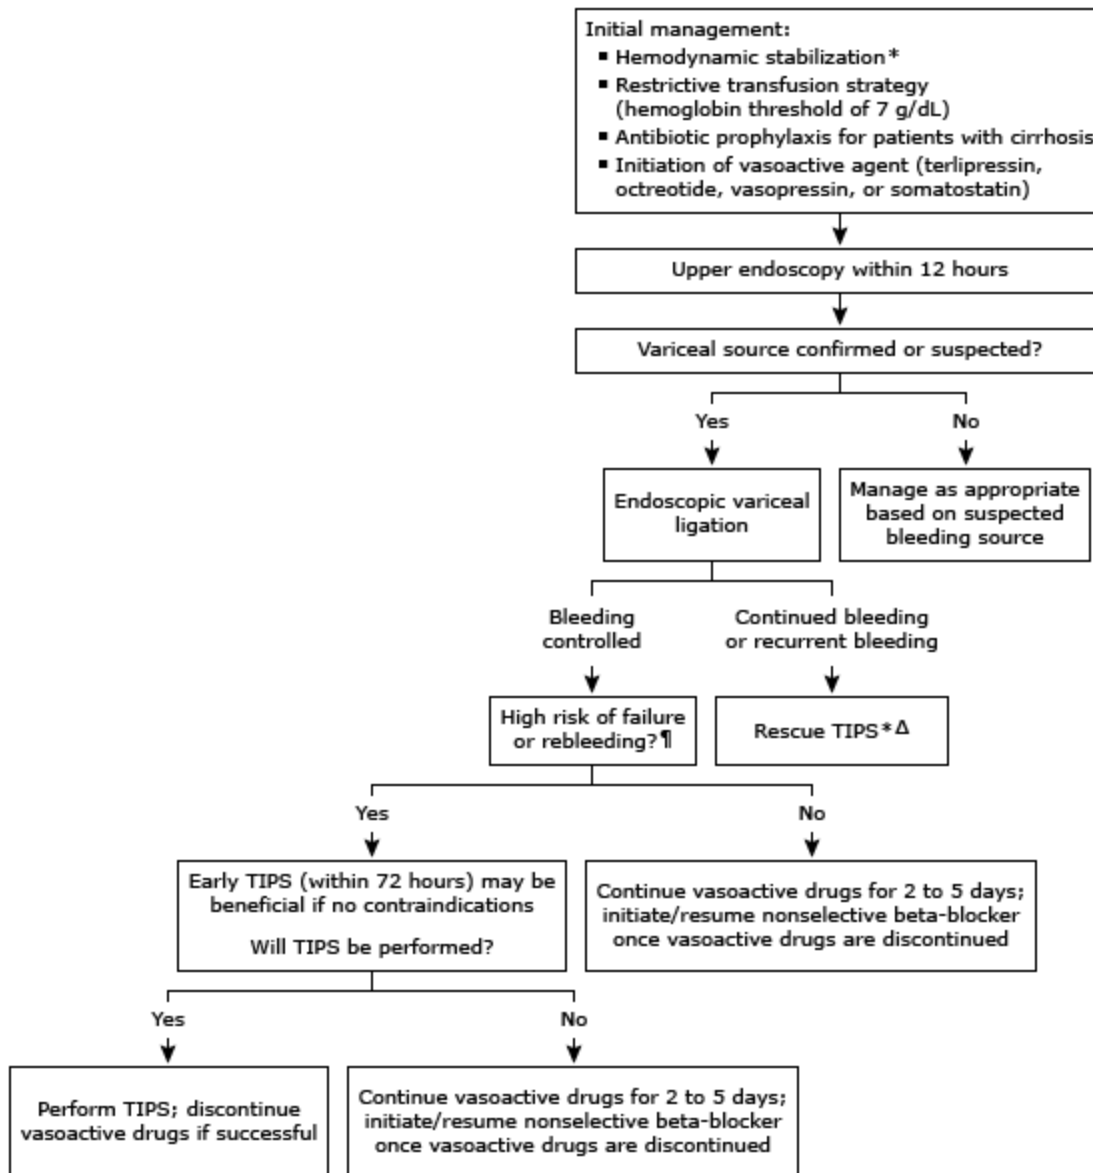 Initial management:
▪ Hemodynamic stabilization*
▪ Restrictive transfusion strategy
(hemoglobin threshold of 7 g/dL)
▪ Antibiotic prophylaxis for patients with cirrhosis
▪ Initiation of vasoactive agent (terlipressin,
octreotide, vasopressin, or somatostatin)
Upper endoscopy within 12 hours
Variceal source confirmed or suspected?
Yes
No
Endoscopic variceal
ligation
Manage as appropriate
based on suspected
bleeding source
Bleeding
controlled
Continued bleeding
or recurrent bleeding
High risk of failure
or rebleeding?¶
Rescue TIPS*Δ
Yes
No
Early TIPS (within 72 hours) may be
beneficial if no contraindications
Will TIPS be performed?
Continue vasoactive drugs for 2 to 5 days;
initiate/resume nonselective beta-blocker
once vasoactive drugs are discontinued
Yes
No
Perform TIPS; discontinue
vasoactive drugs if successful
Continue vasoactive drugs for 2 to 5 days;
initiate/resume nonselective beta-blocker
once vasoactive drugs are discontinued